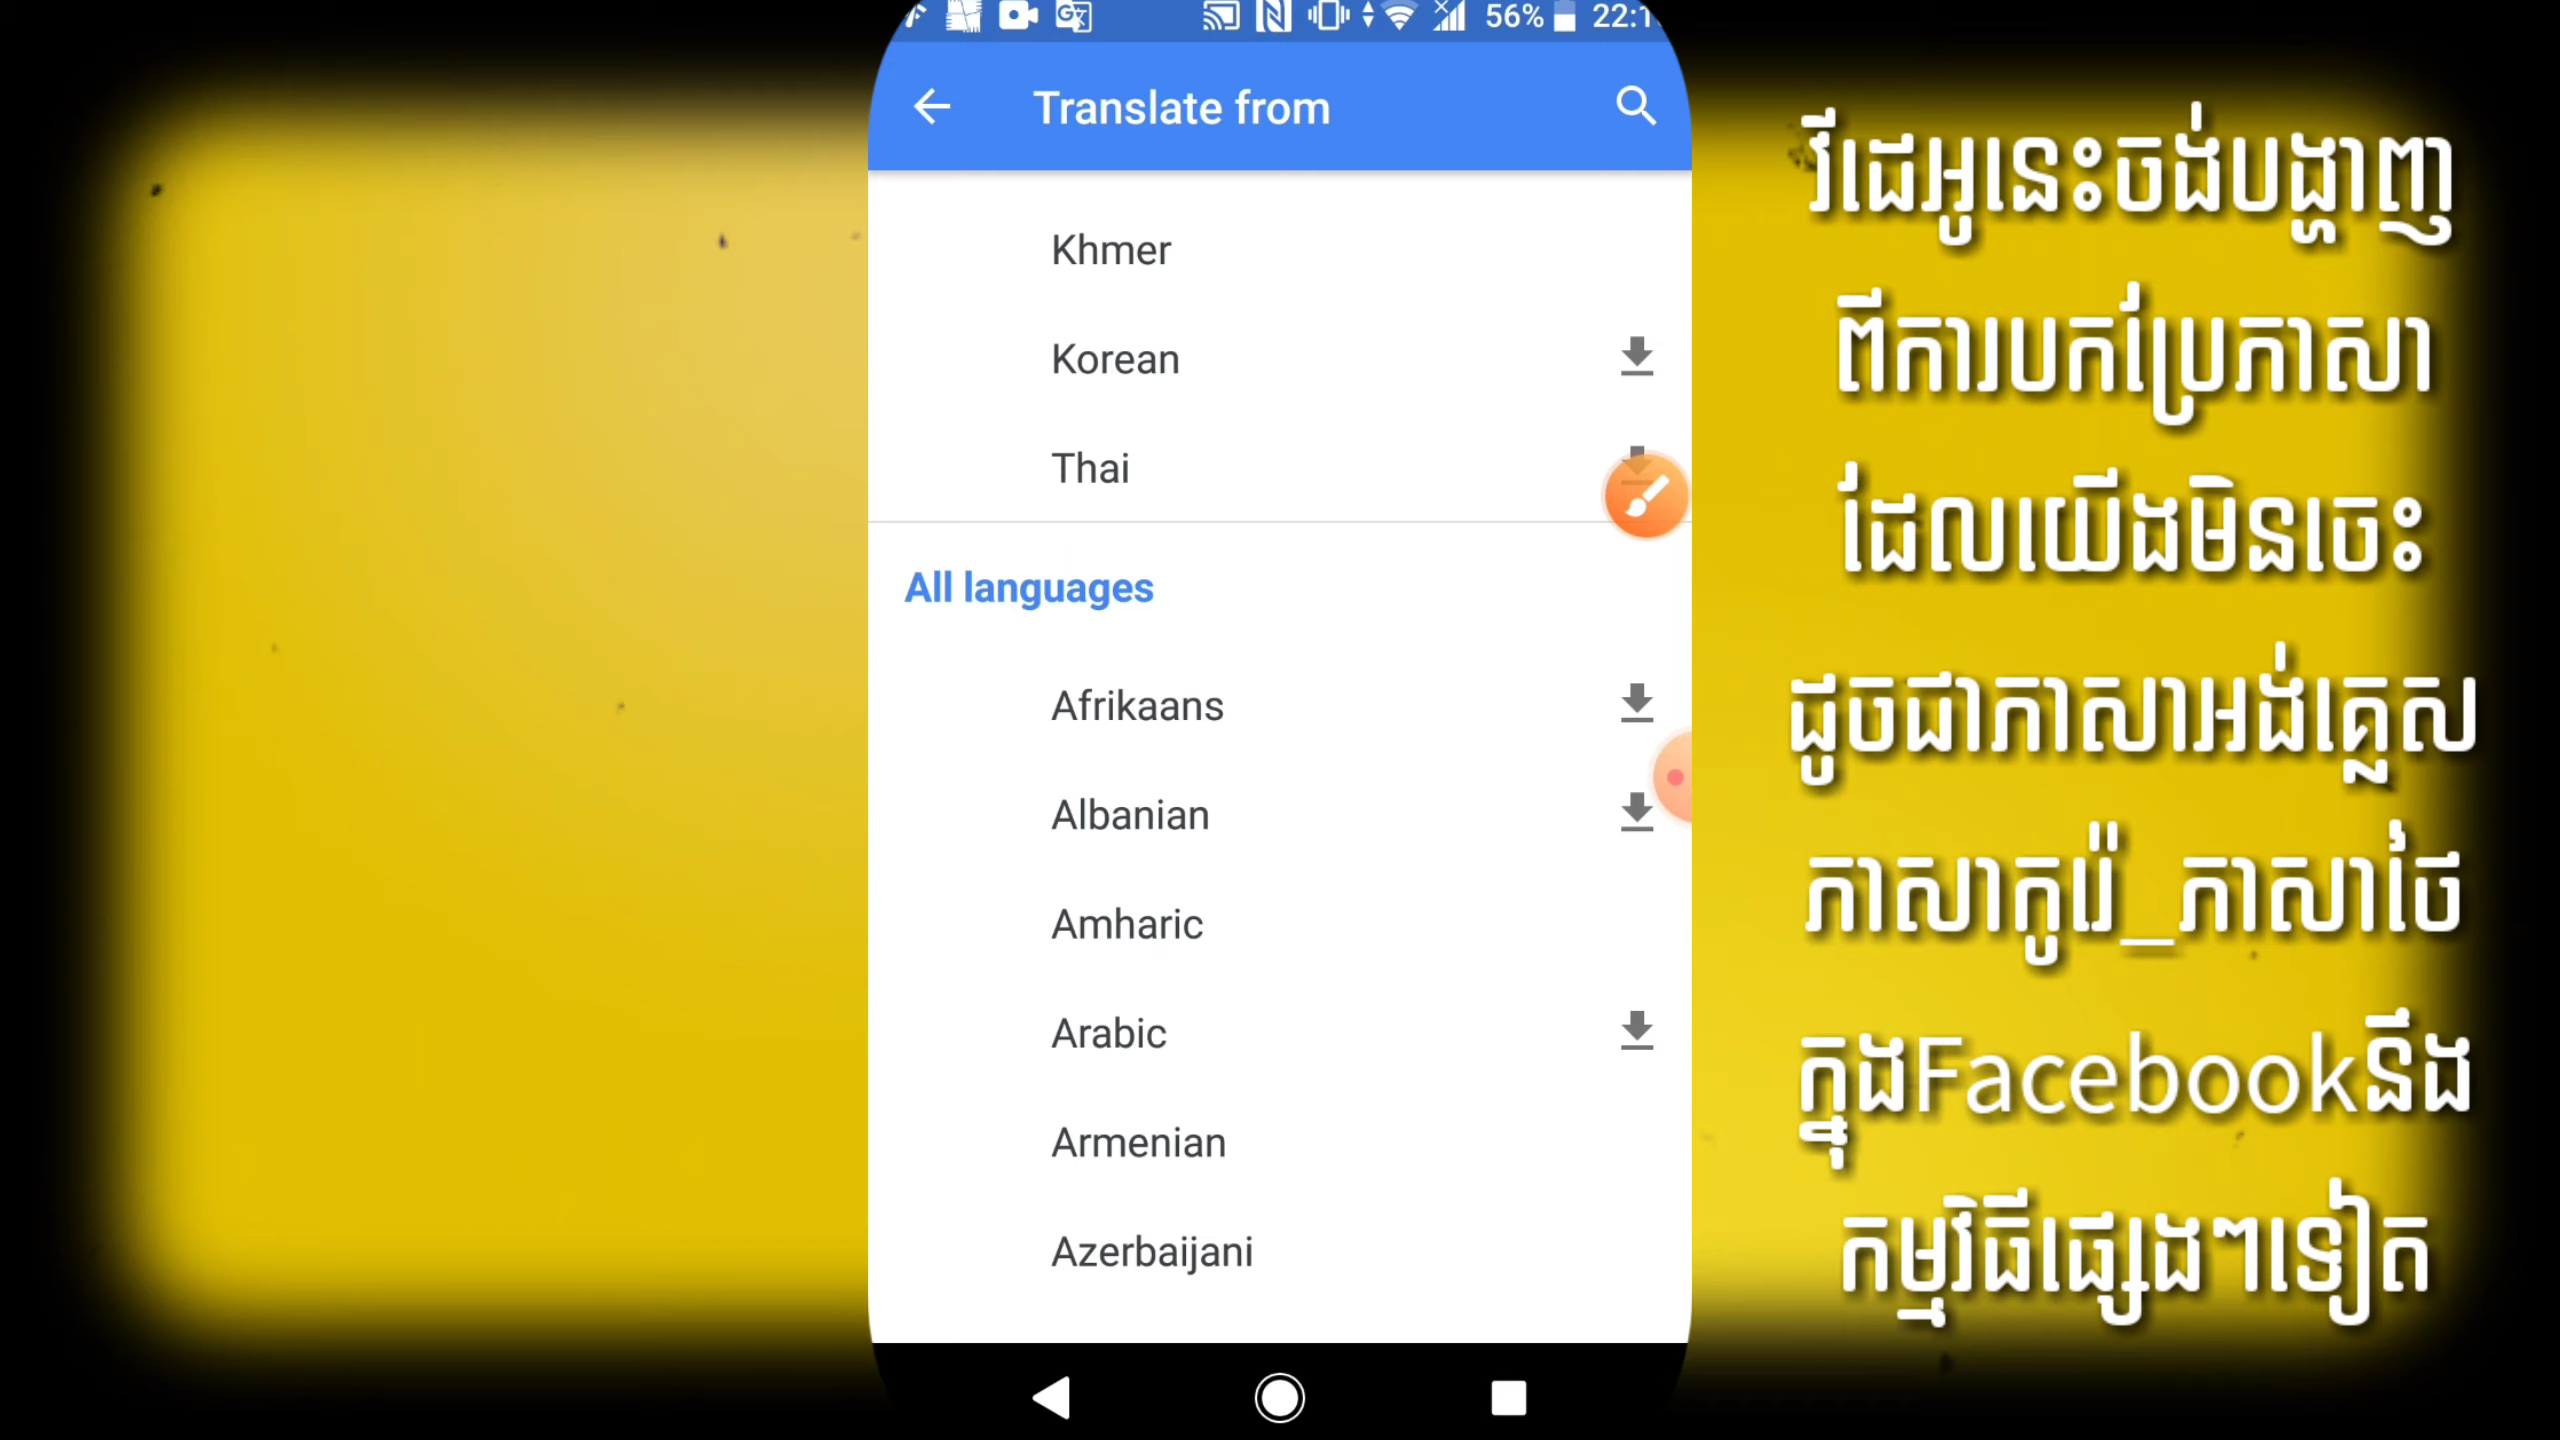 56% 22:1
Translate from
Khmer
Korean
Thai
All languages
Afrikaans
Albanian
Amharic
Arabic
Armenian
Azerbaijani
វីដេអូនេះចង់បង្ហាញ
ពីការបកប្រែភាសា
ដែលយើងមិនចេះ
ដូចជាភាសាអង់គ្លេស
ភាសាកូរ៉េ_ភាសាថៃ
ក្នុងFacebookនឹង
កម្មវិធីផ្សេងៗទៀត